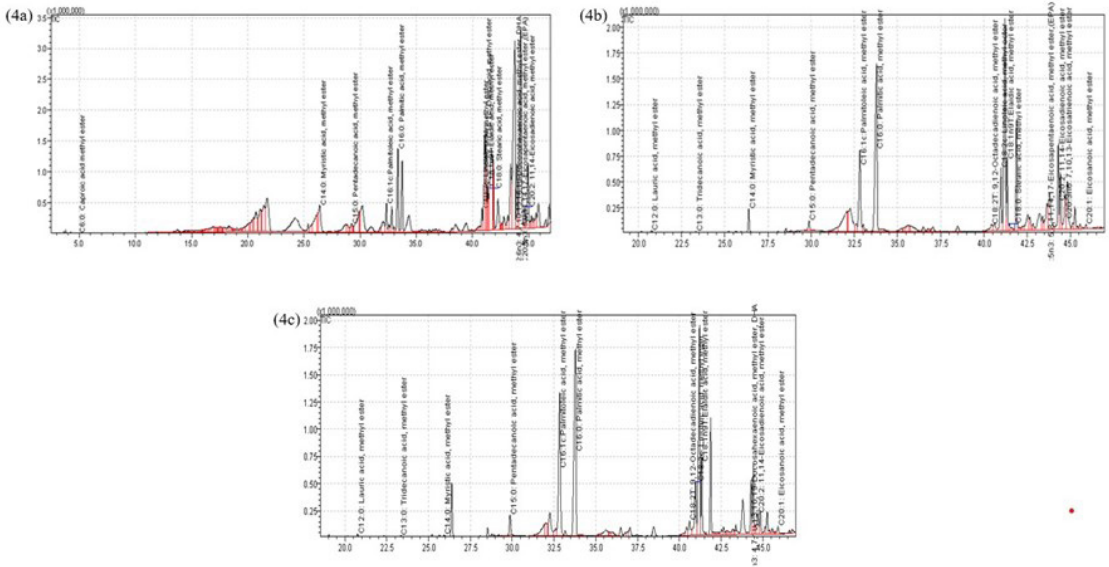 (4a)
(x1,000,000)
TIC
3.5
3.0
2.5
2.0
1.5
1.0
0.5
5.0 10.0 15.0 20.0 25.0 30.0 35.0 40.0 45.0
C6:0: Caproic acid methyl ester
C14:0: Myristic acid, methyl ester
C15:0: Pentadecanoic acid, methyl ester
C16:1c: Palmitoleic acid, methyl ester
C16:0: Palmitic acid, methyl ester
C18:0: Stearic acid, methyl ester
C20:2: 11,14-Eicosadienoic acid, methyl ester
(4b)
(x1,000,000)
TIC
2.00
1.75
1.50
1.25
1.00
0.75
0.50
0.25
20.0 22.5 25.0 27.5 30.0 32.5 35.0 37.5 40.0 42.5 45.0
C12:0: Lauric acid, methyl ester
C13:0: Tridecanoic acid, methyl ester
C14:0: Myristic acid, methyl ester
C15:0: Pentadecanoic acid, methyl ester
C16:1c: Palmitoleic acid, methyl ester
C16:0: Palmitic acid, methyl ester
C18:2T: 9,12-Octadecadienoic acid, methyl ester
C18:1n9T: Elaidic acid, methyl ester
C18:0: Stearic acid, methyl ester
C20:1: Eicosanoic acid, methyl ester
(4c)
(x1,000,000)
TIC
2.00
1.75
1.50
1.25
1.00
0.75
0.50
0.25
20.0 22.5 25.0 27.5 30.0 32.5 35.0 37.5 40.0 42.5 45.0
C12:0: Lauric acid, methyl ester
C13:0: Tridecanoic acid, methyl ester
C14:0: Myristic acid, methyl ester
C15:0: Pentadecanoic acid, methyl ester
C16:1c: Palmitoleic acid, methyl ester
C16:0: Palmitic acid, methyl ester
C18:2T: 9,12-Octadecadienoic acid, methyl ester
C18:1n9T: Elaidic acid, methyl ester
C20:2: 11,14-Eicosadienoic acid, methyl ester
C20:1: Eicosanoic acid, methyl ester